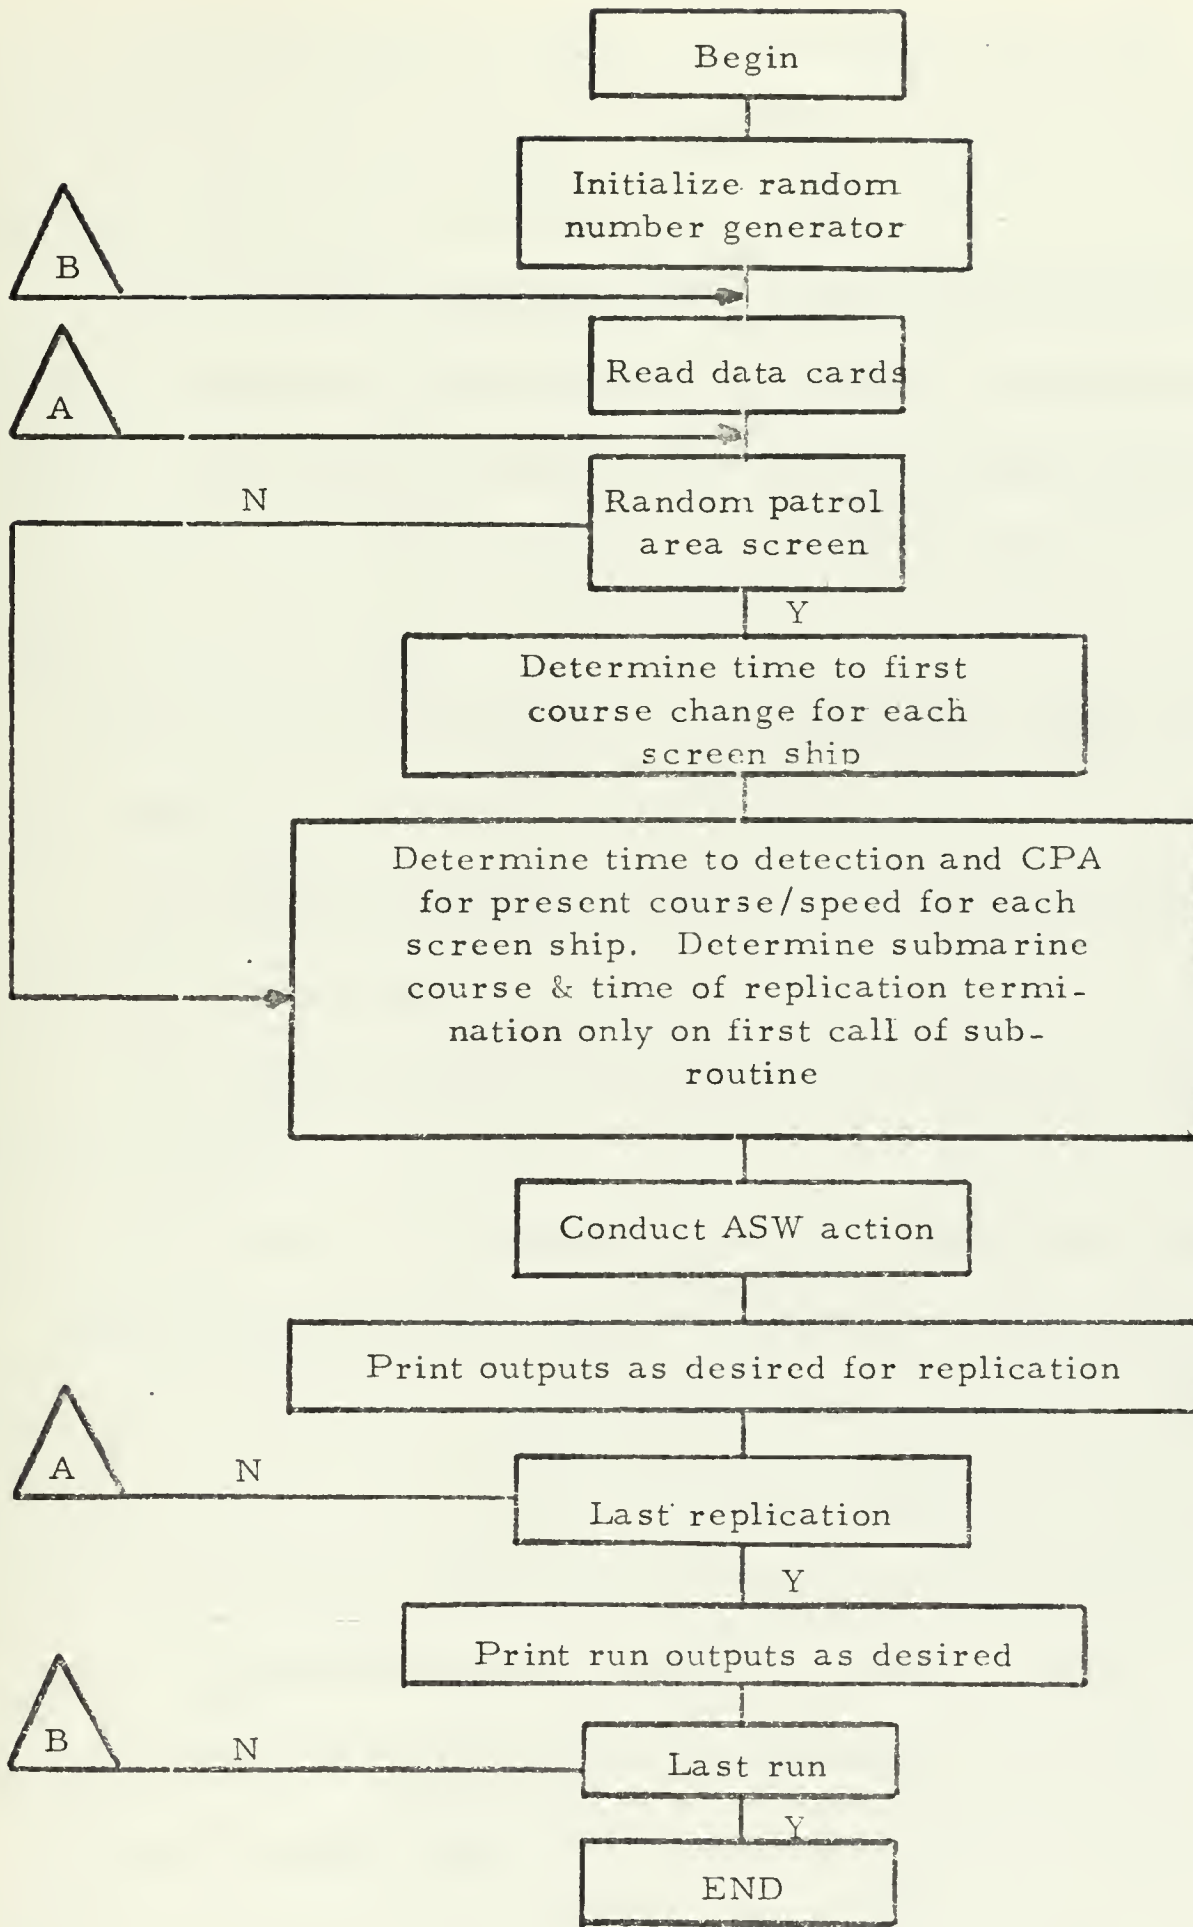 Begin
Initialize random
number generator
B
Read data cards
A
Random patrol
area screen
N
Y
Determine time to first
course change for each
screen ship
Determine time to detection and CPA
for present course/speed for each
screen ship. Determine submarine
course & time of replication termi-
nation only on first call of sub-
routine
Conduct ASW action
Print outputs as desired for replication
A
N
Last replication
Y
Print run outputs as desired
B
N
Last run
Y
END